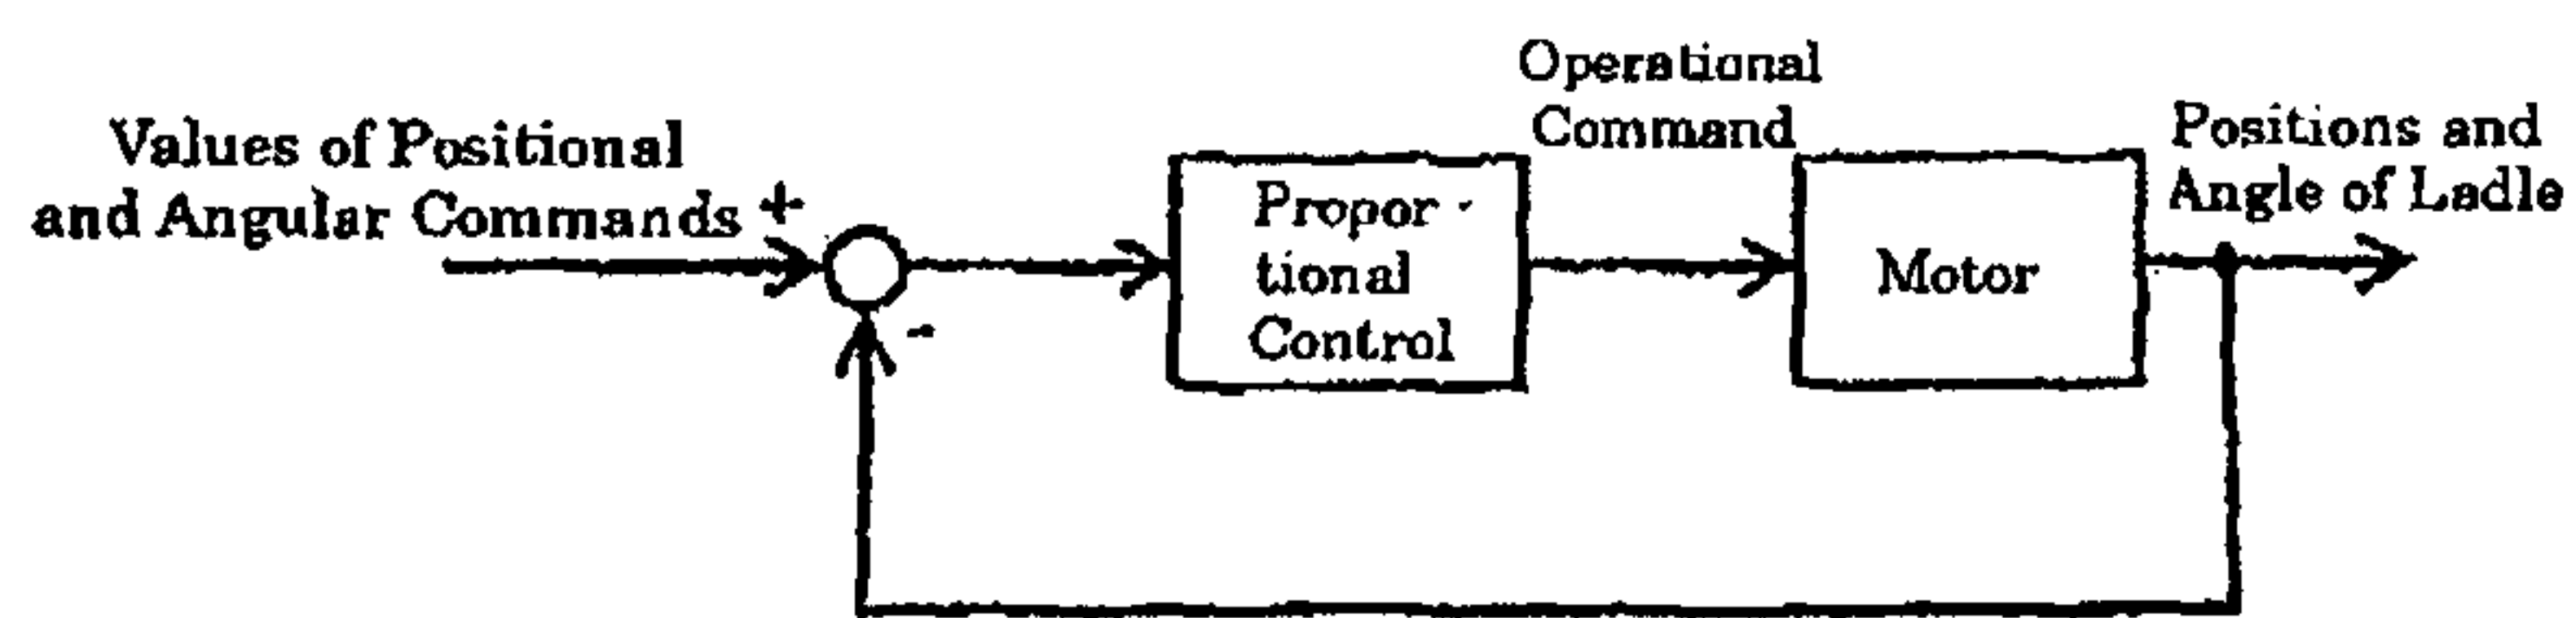 Values of Positional
and Angular Commands +
-
Propor-
tional
Control
Operational
Command
Motor
Positions and
Angle of Ladle